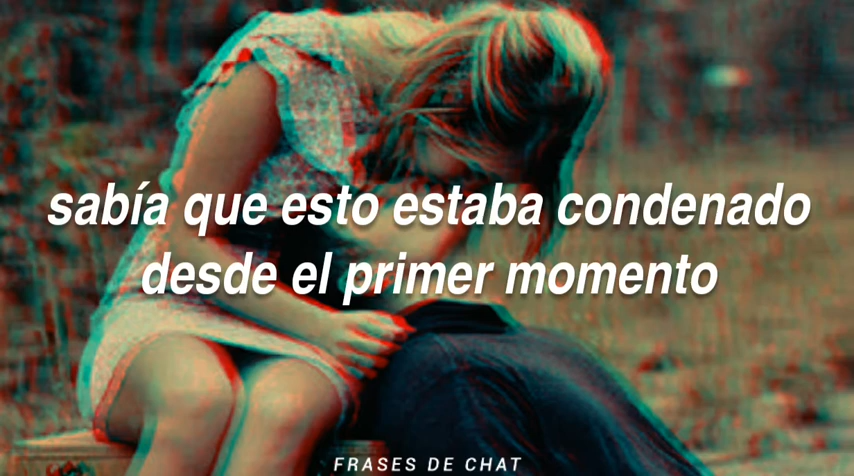 sabía que esto estaba condenado
desde el primer momento
FRASES DE CHAT